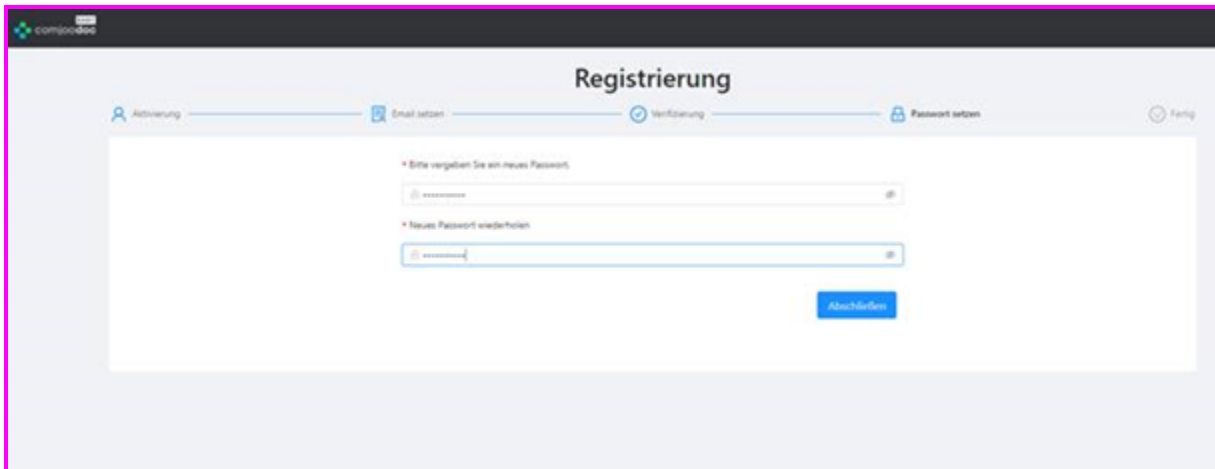 comjoodoc
Registrierung
Aktivierung
Email setzen
Verifizierung
Passwort setzen
Fertig
* Bitte vergeben Sie ein neues Passwort.
••••••••••
* Neues Passwort wiederholen
••••••••••
Abschließen